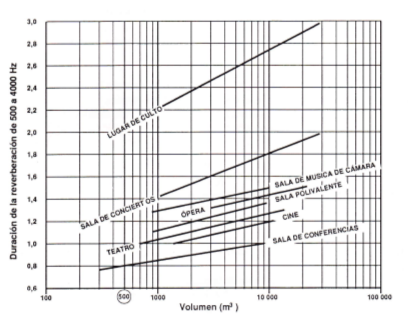 Duración de la reverberación de 500 a 4000 Hz
3,0
2,8
2,6
2,4
2,2
2,0
1,8
1,6
1,4
1,2
1,0
0,8
0,6
LUGAR DE CULTO
SALA DE CONCIERTOS
SALA DE MUSICA DE CÁMARA
SALA POLIVALENTE
ÓPERA
CINE
TEATRO
SALA DE CONFERENCIAS
100
500
1000
10 000
100 000
Volumen (m³)